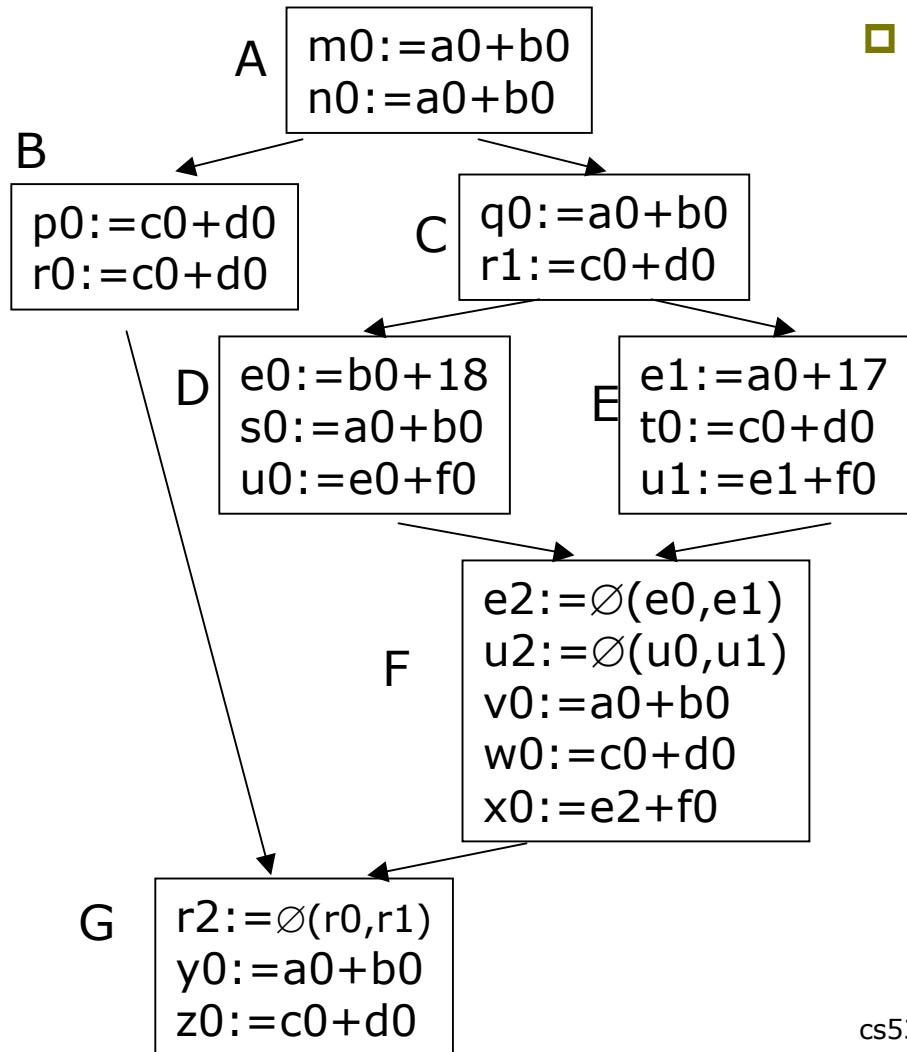 A
m0:=a0+b0
n0:=a0+b0
B
p0:=c0+d0
r0:=c0+d0
C
q0:=a0+b0
r1:=c0+d0
D
e0:=b0+18
s0:=a0+b0
u0:=e0+f0
E
e1:=a0+17
t0:=c0+d0
u1:=e1+f0
F
e2:=∅(e0,e1)
u2:=∅(u0,u1)
v0:=a0+b0
w0:=c0+d0
x0:=e2+f0
G
r2:=∅(r0,r1)
y0:=a0+b0
z0:=c0+d0